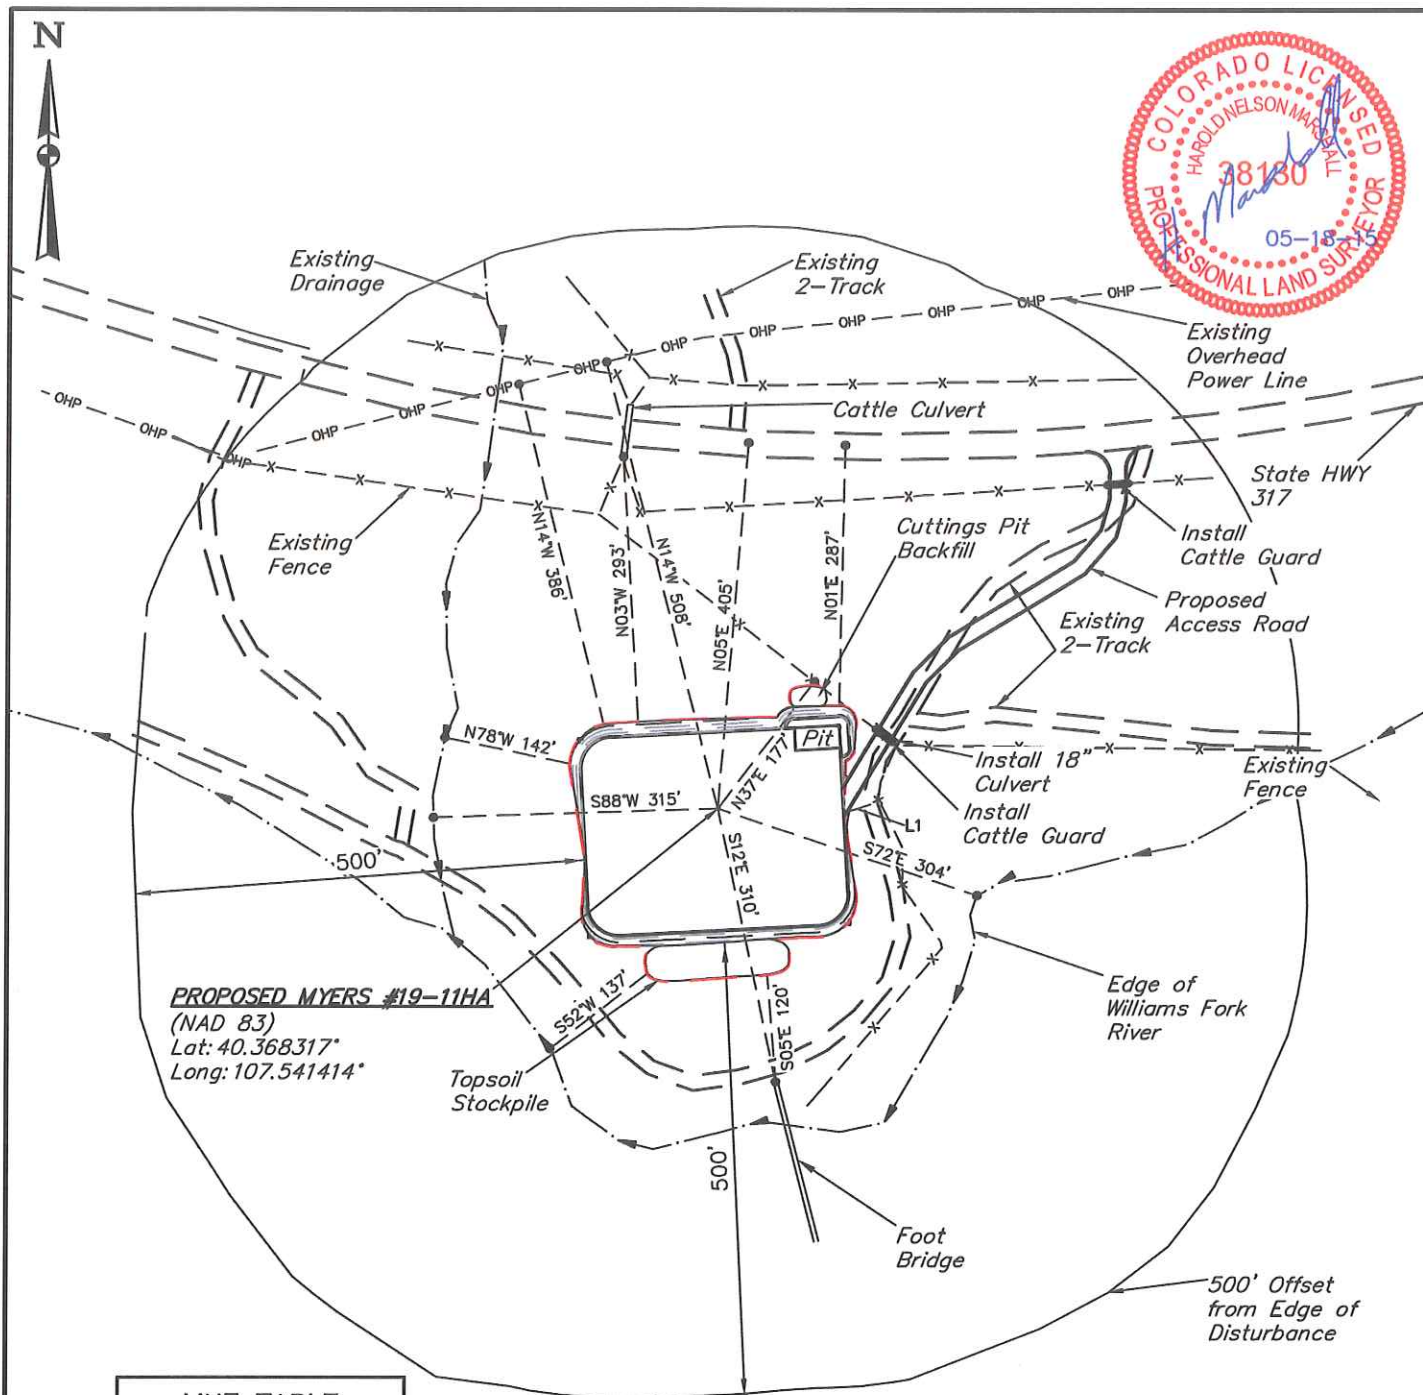 N
COLORADO LICENSED
HAROLD NELSON MARSHALL
38130
05-18-15
PROFESSIONAL LAND SURVEYOR
Existing
Drainage
Existing
2-Track
OHP
OHP
OHP
OHP
OHP
Existing
Overhead
Power Line
OHP
OHP
OHP
OHP
OHP
OHP
Cattle Culvert
State HWY
317
Existing
Fence
Cuttings Pit
Backfill
Install
Cattle Guard
N14°W 386'
N03°W 293'
N14°W 508'
N05°E 405'
N01°E 287'
Proposed
Access Road
Existing
2-Track
N78°W 142'
Pit
N37°E 177'
Install 18"
Culvert
Existing
Fence
S88°W 315'
Install
Cattle Guard
L1
S72°E 304'
500'
S12°E 310'
PROPOSED MYERS #19-11HA
(NAD 83)
Lat: 40.368317°
Long: 107.541414°
S52°W 137'
S05°E 120'
Edge of
Williams Fork
River
Topsoil
Stockpile
500'
Foot
Bridge
500' Offset
from Edge of
Disturbance